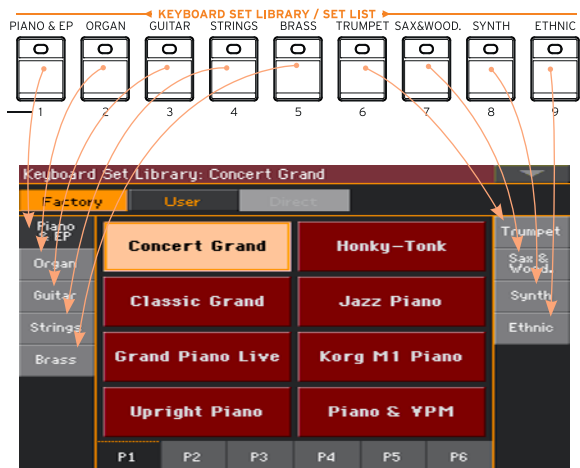 KEYBOARD SET LIBRARY / SET LIST
PIANO & EP ORGAN GUITAR STRINGS BRASS TRUMPET SAX&WOOD. SYNTH ETHNIC
1 2 3 4 5 6 7 8 9
Keyboard Set Library: Concert Grand
Factory User Direct
Piano & EP
Organ
Guitar
Strings
Brass
Concert Grand Honky-Tonk
Classic Grand Jazz Piano
Grand Piano Live Korg M1 Piano
Upright Piano Piano & VPM
Trumpet
Sax & Wood.
Synth
Ethnic
P1 P2 P3 P4 P5 P6